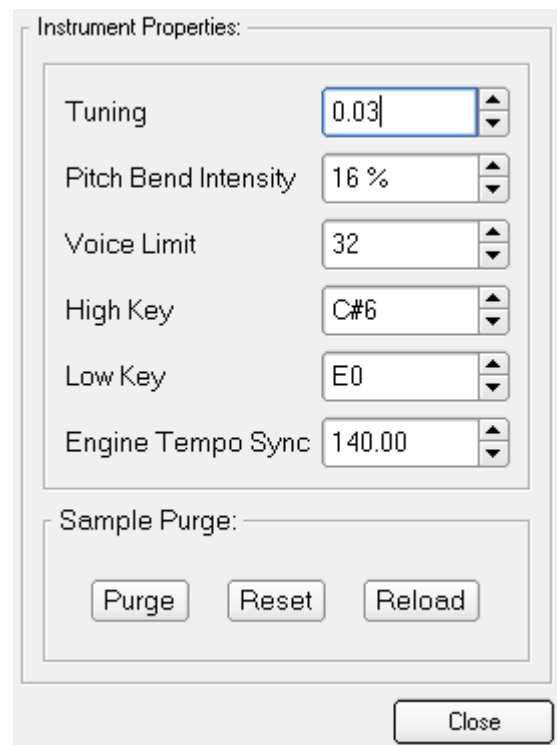 Instrument Properties:
Tuning 0.03
Pitch Bend Intensity 16 %
Voice Limit 32
High Key C#6
Low Key E0
Engine Tempo Sync 140.00
Sample Purge:
Purge Reset Reload
Close